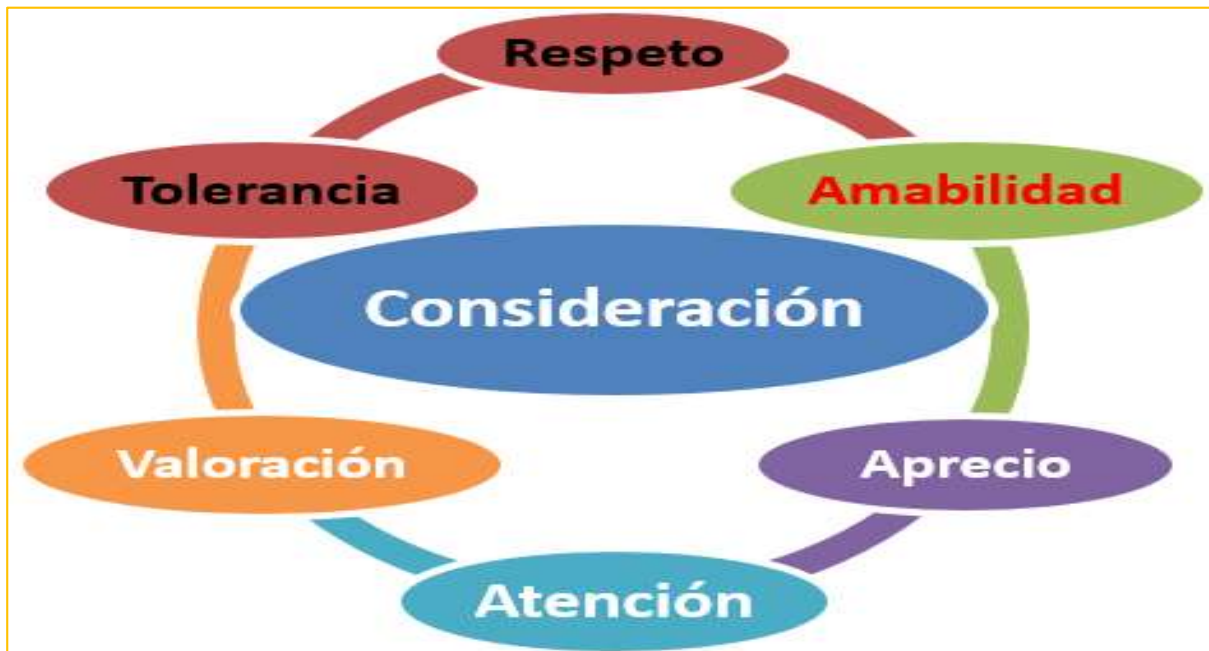 Respeto
Tolerancia
Amabilidad
Consideración
Valoración
Aprecio
Atención